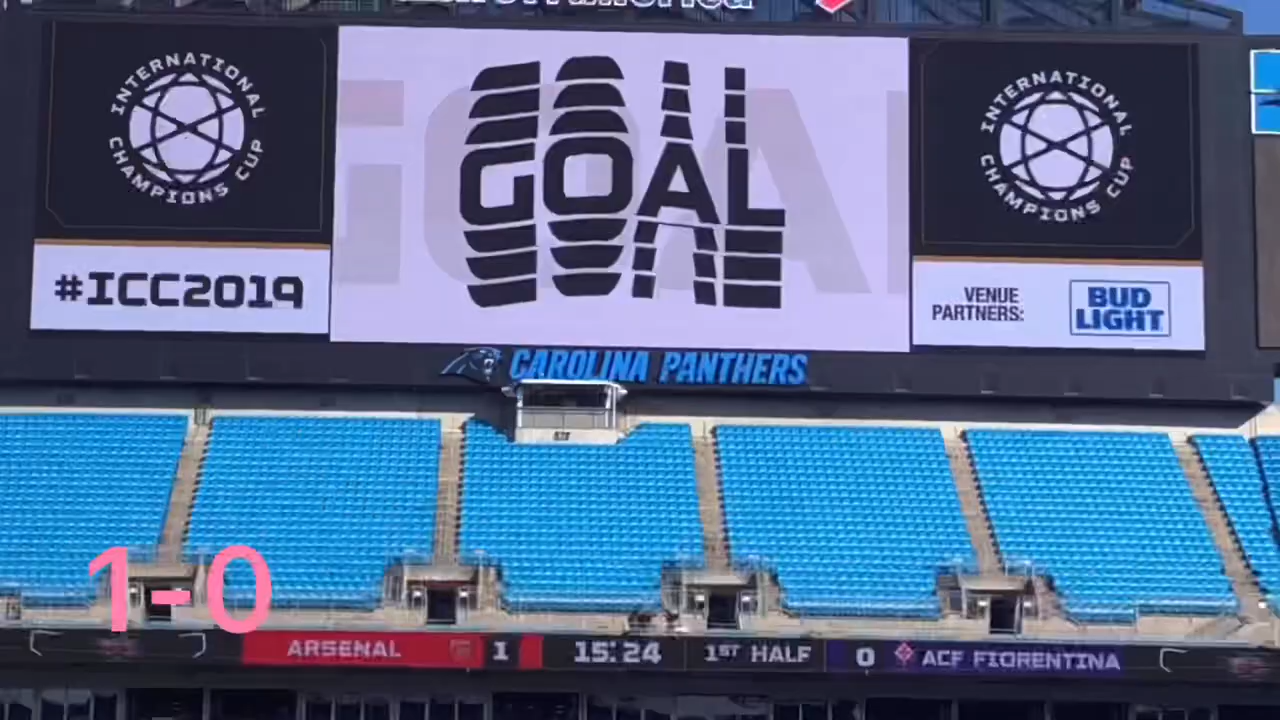 INTERNATIONAL
CHAMPIONS CUP
#ICC2019
GOAL
GOAL
INTERNATIONAL
CHAMPIONS CUP
VENUE
PARTNERS:
BUD
LIGHT
CAROLINA PANTHERS
1-0
ARSENAL 1 15:24 1ST HALF 0 ACF FIORENTINA